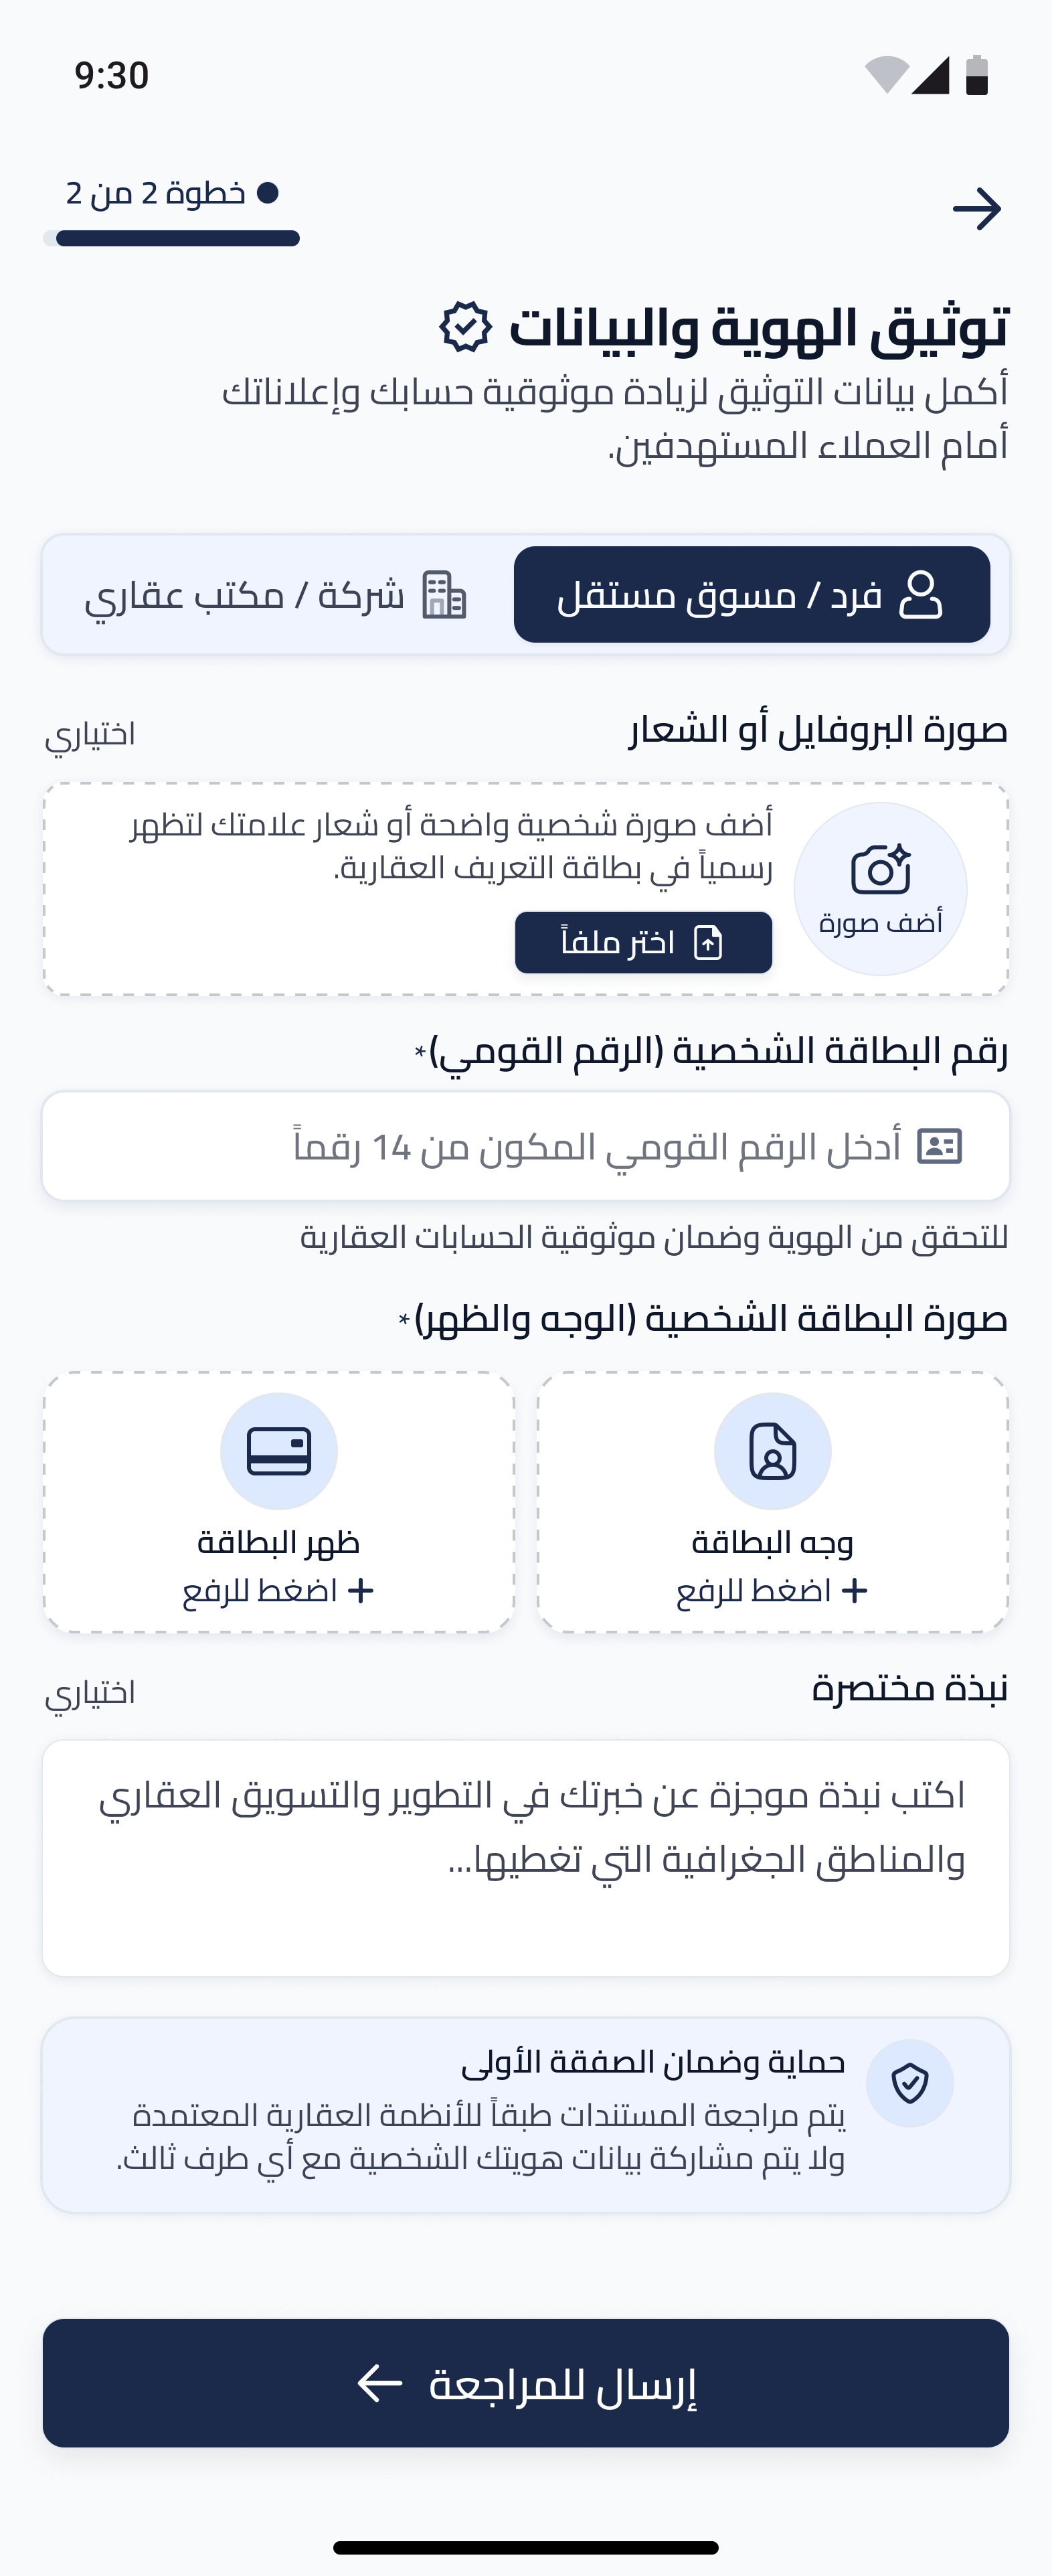 9:30
خطوة 2 من 2
توثيق الهوية والبيانات
أكمل بيانات التوثيق لزيادة موثوقية حسابك وإعلاناتك
أمام العملاء المستهدفين.
فرد / مسوق مستقل
شركة / مكتب عقاري
صورة البروفايل أو الشعار
اختياري
أضف صورة
أضف صورة شخصية واضحة أو شعار علامتك لتظهر
رسمياً في بطاقة التعريف العقارية.
اختر ملفاً
رقم البطاقة الشخصية (الرقم القومي)*
أدخل الرقم القومي المكون من 14 رقماً
للتحقق من الهوية وضمان موثوقية الحسابات العقارية
صورة البطاقة الشخصية (الوجه والظهر)*
وجه البطاقة
+ اضغط للرفع
ظهر البطاقة
+ اضغط للرفع
نبذة مختصرة
اختياري
اكتب نبذة موجزة عن خبرتك في التطوير والتسويق العقاري
والمناطق الجغرافية التي تغطيها...
حماية وضمان الصفقة الأولى
يتم مراجعة المستندات طبقاً للأنظمة العقارية المعتمدة
ولا يتم مشاركة بيانات هويتك الشخصية مع أي طرف ثالث.
إرسال للمراجعة